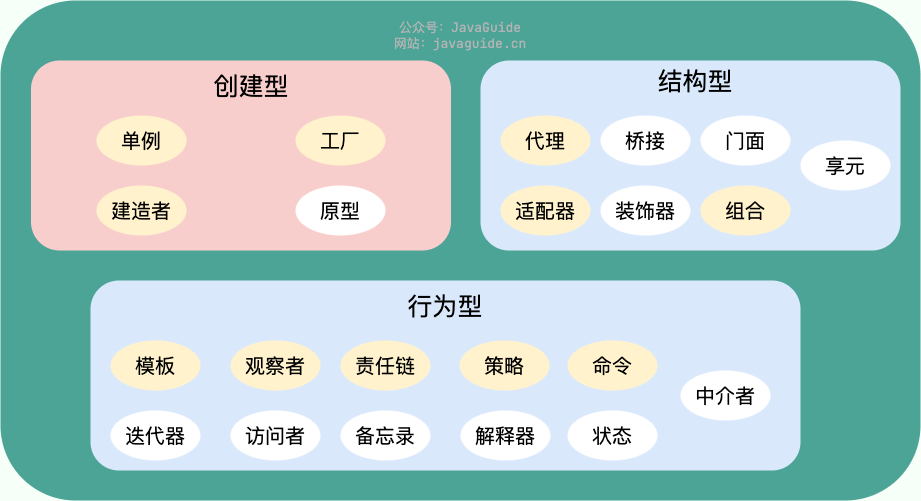 公众号：JavaGuide
网站：javaguide.cn
创建型
单例
工厂
建造者
原型
结构型
代理
桥接
门面
享元
适配器
装饰器
组合
行为型
模板
观察者
责任链
策略
命令
中介者
迭代器
访问者
备忘录
解释器
状态